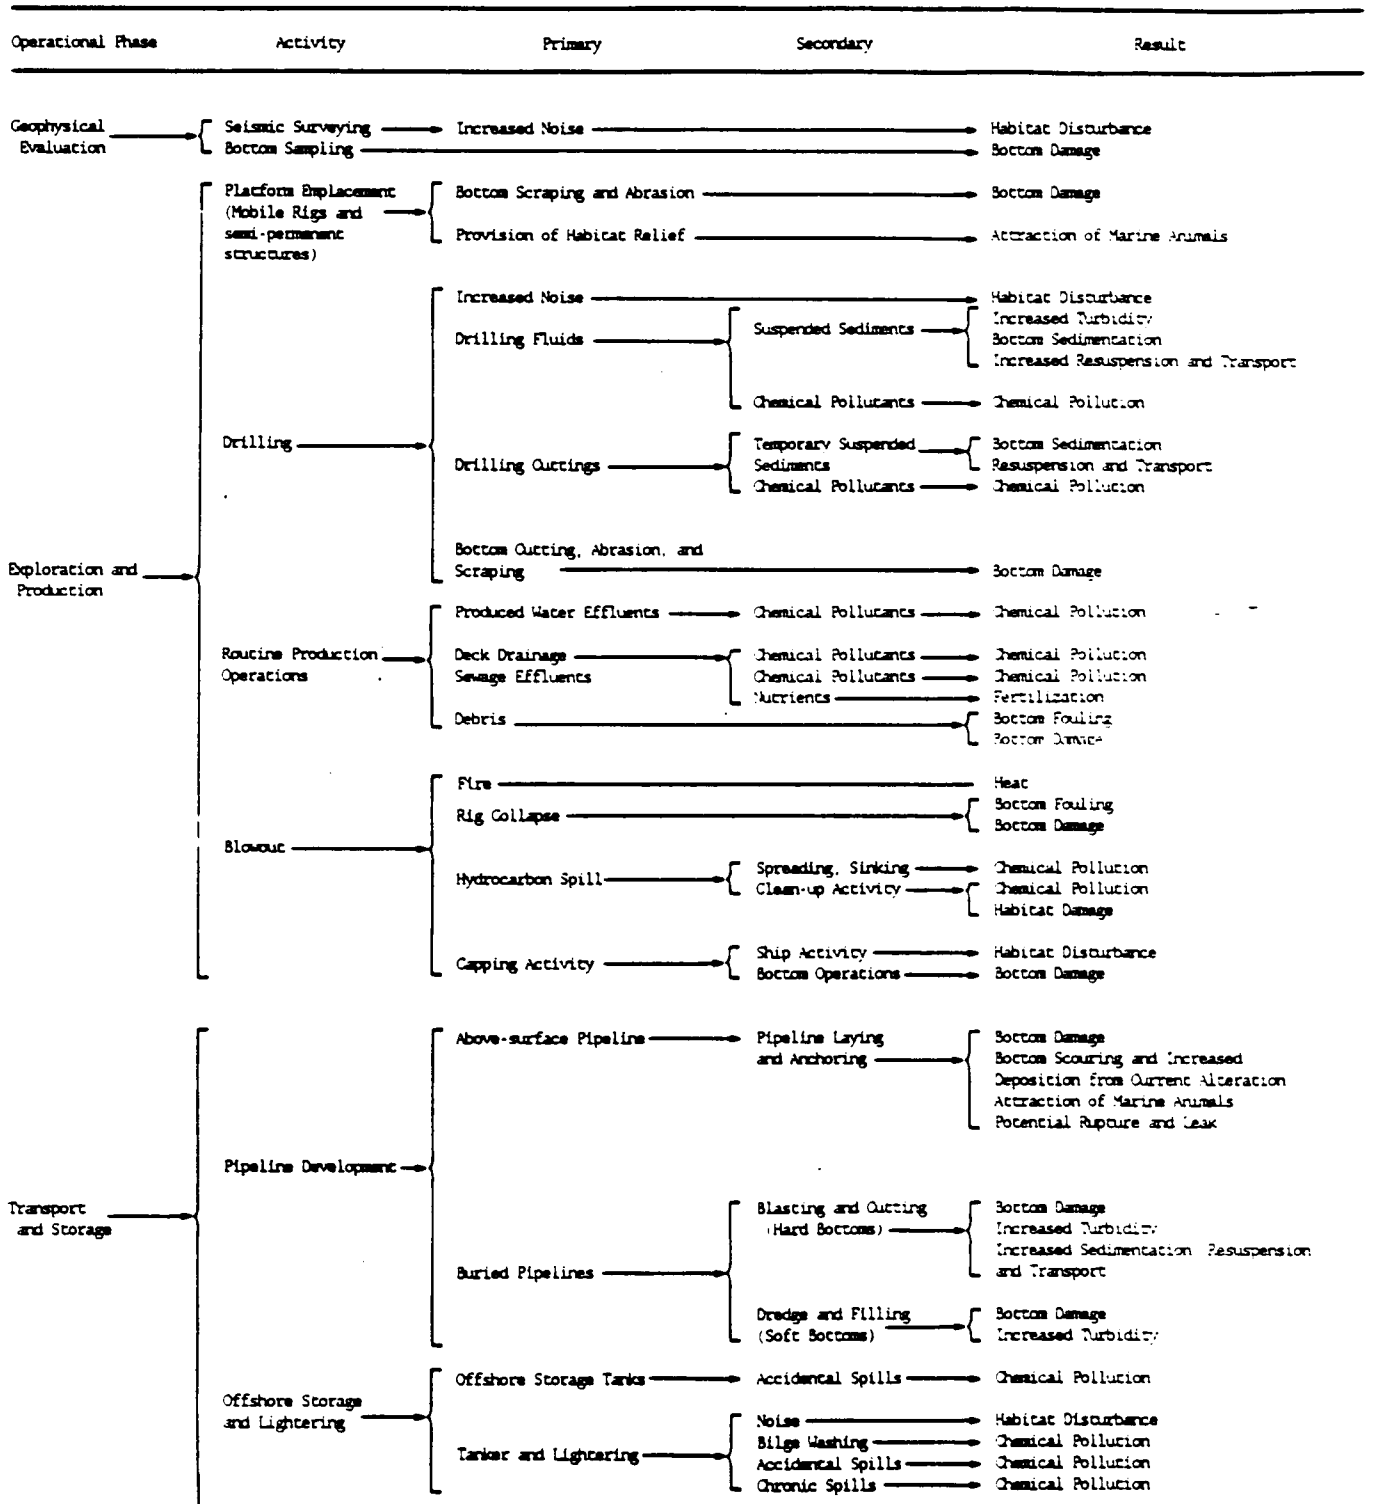 Operational Phase Activity Primary Secondary Result
Geophysical Evaluation
Seismic Surveying Increased Noise Habitat Disturbance
Bottom Sampling Bottom Damage
Exploration and
Production
Platform Emplacement
(Mobile Rigs and
semi-permanent
structures)
Bottom Scraping and Abrasion Bottom Damage
Provision of Habitat Relief Attraction of Marine Animals
Drilling
Increased Noise Habitat Disturbance
Drilling Fluids
Suspended Sediments
Increased Turbidity
Bottom Sedimentation
Increased Resuspension and Transport
Chemical Pollutants Chemical Pollution
Drilling Cuttings
Temporary Suspended
Sediments
Bottom Sedimentation
Resuspension and Transport
Chemical Pollutants Chemical Pollution
Bottom Cutting, Abrasion, and
Scraping Bottom Damage
Routine Production
Operations
Produced Water Effluents Chemical Pollutants Chemical Pollution
Deck Drainage Chemical Pollutants Chemical Pollution
Sewage Effluents Chemical Pollutants Chemical Pollution
Nutrients Fertilization
Debris
Bottom Fouling
Bottom Damage
Blowout
Fire Heat
Rig Collapse
Bottom Fouling
Bottom Damage
Hydrocarbon Spill
Spreading, Sinking Chemical Pollution
Clean-up Activity Chemical Pollution
Habitat Damage
Capping Activity
Ship Activity Habitat Disturbance
Bottom Operations Bottom Damage
Transport
and Storage
Pipeline Development
Above-surface Pipeline
Pipeline Laying
and Anchoring
Bottom Damage
Bottom Scouring and Increased
Deposition from Current Alteration
Attraction of Marine Animals
Potential Rupture and Leak
Buried Pipelines
Blasting and Cutting
(Hard Bottoms)
Bottom Damage
Increased Turbidity
Increased Sedimentation Resuspension
and Transport
Dredge and Filling
(Soft Bottoms)
Bottom Damage
Increased Turbidity
Offshore Storage
and Lightering
Offshore Storage Tanks Accidental Spills Chemical Pollution
Tanker and Lightering
Noise Habitat Disturbance
Bilge Washing Chemical Pollution
Accidental Spills Chemical Pollution
Chronic Spills Chemical Pollution